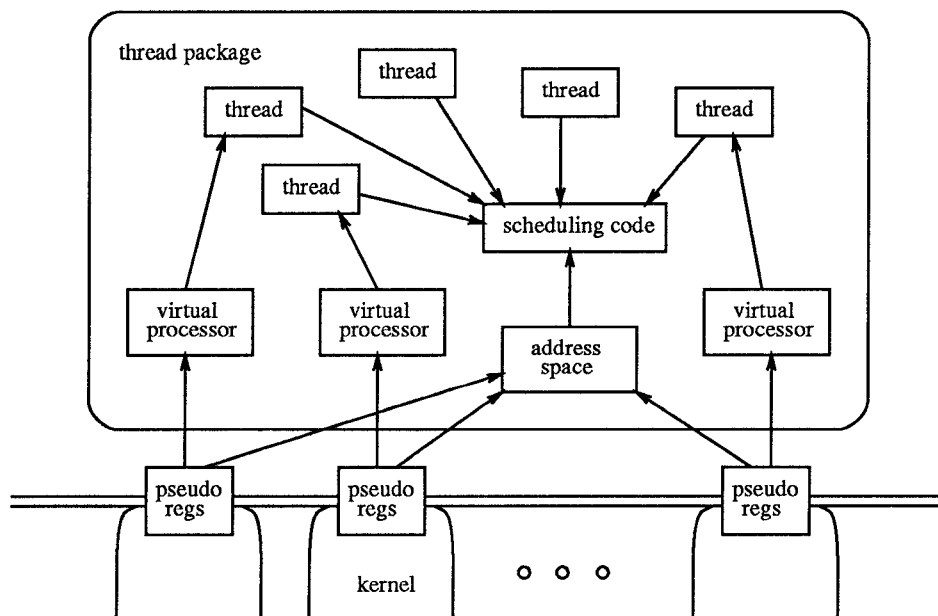 thread package
thread
thread
thread
thread
thread
scheduling code
virtual
processor
virtual
processor
virtual
processor
address
space
pseudo
regs
pseudo
regs
pseudo
regs
kernel